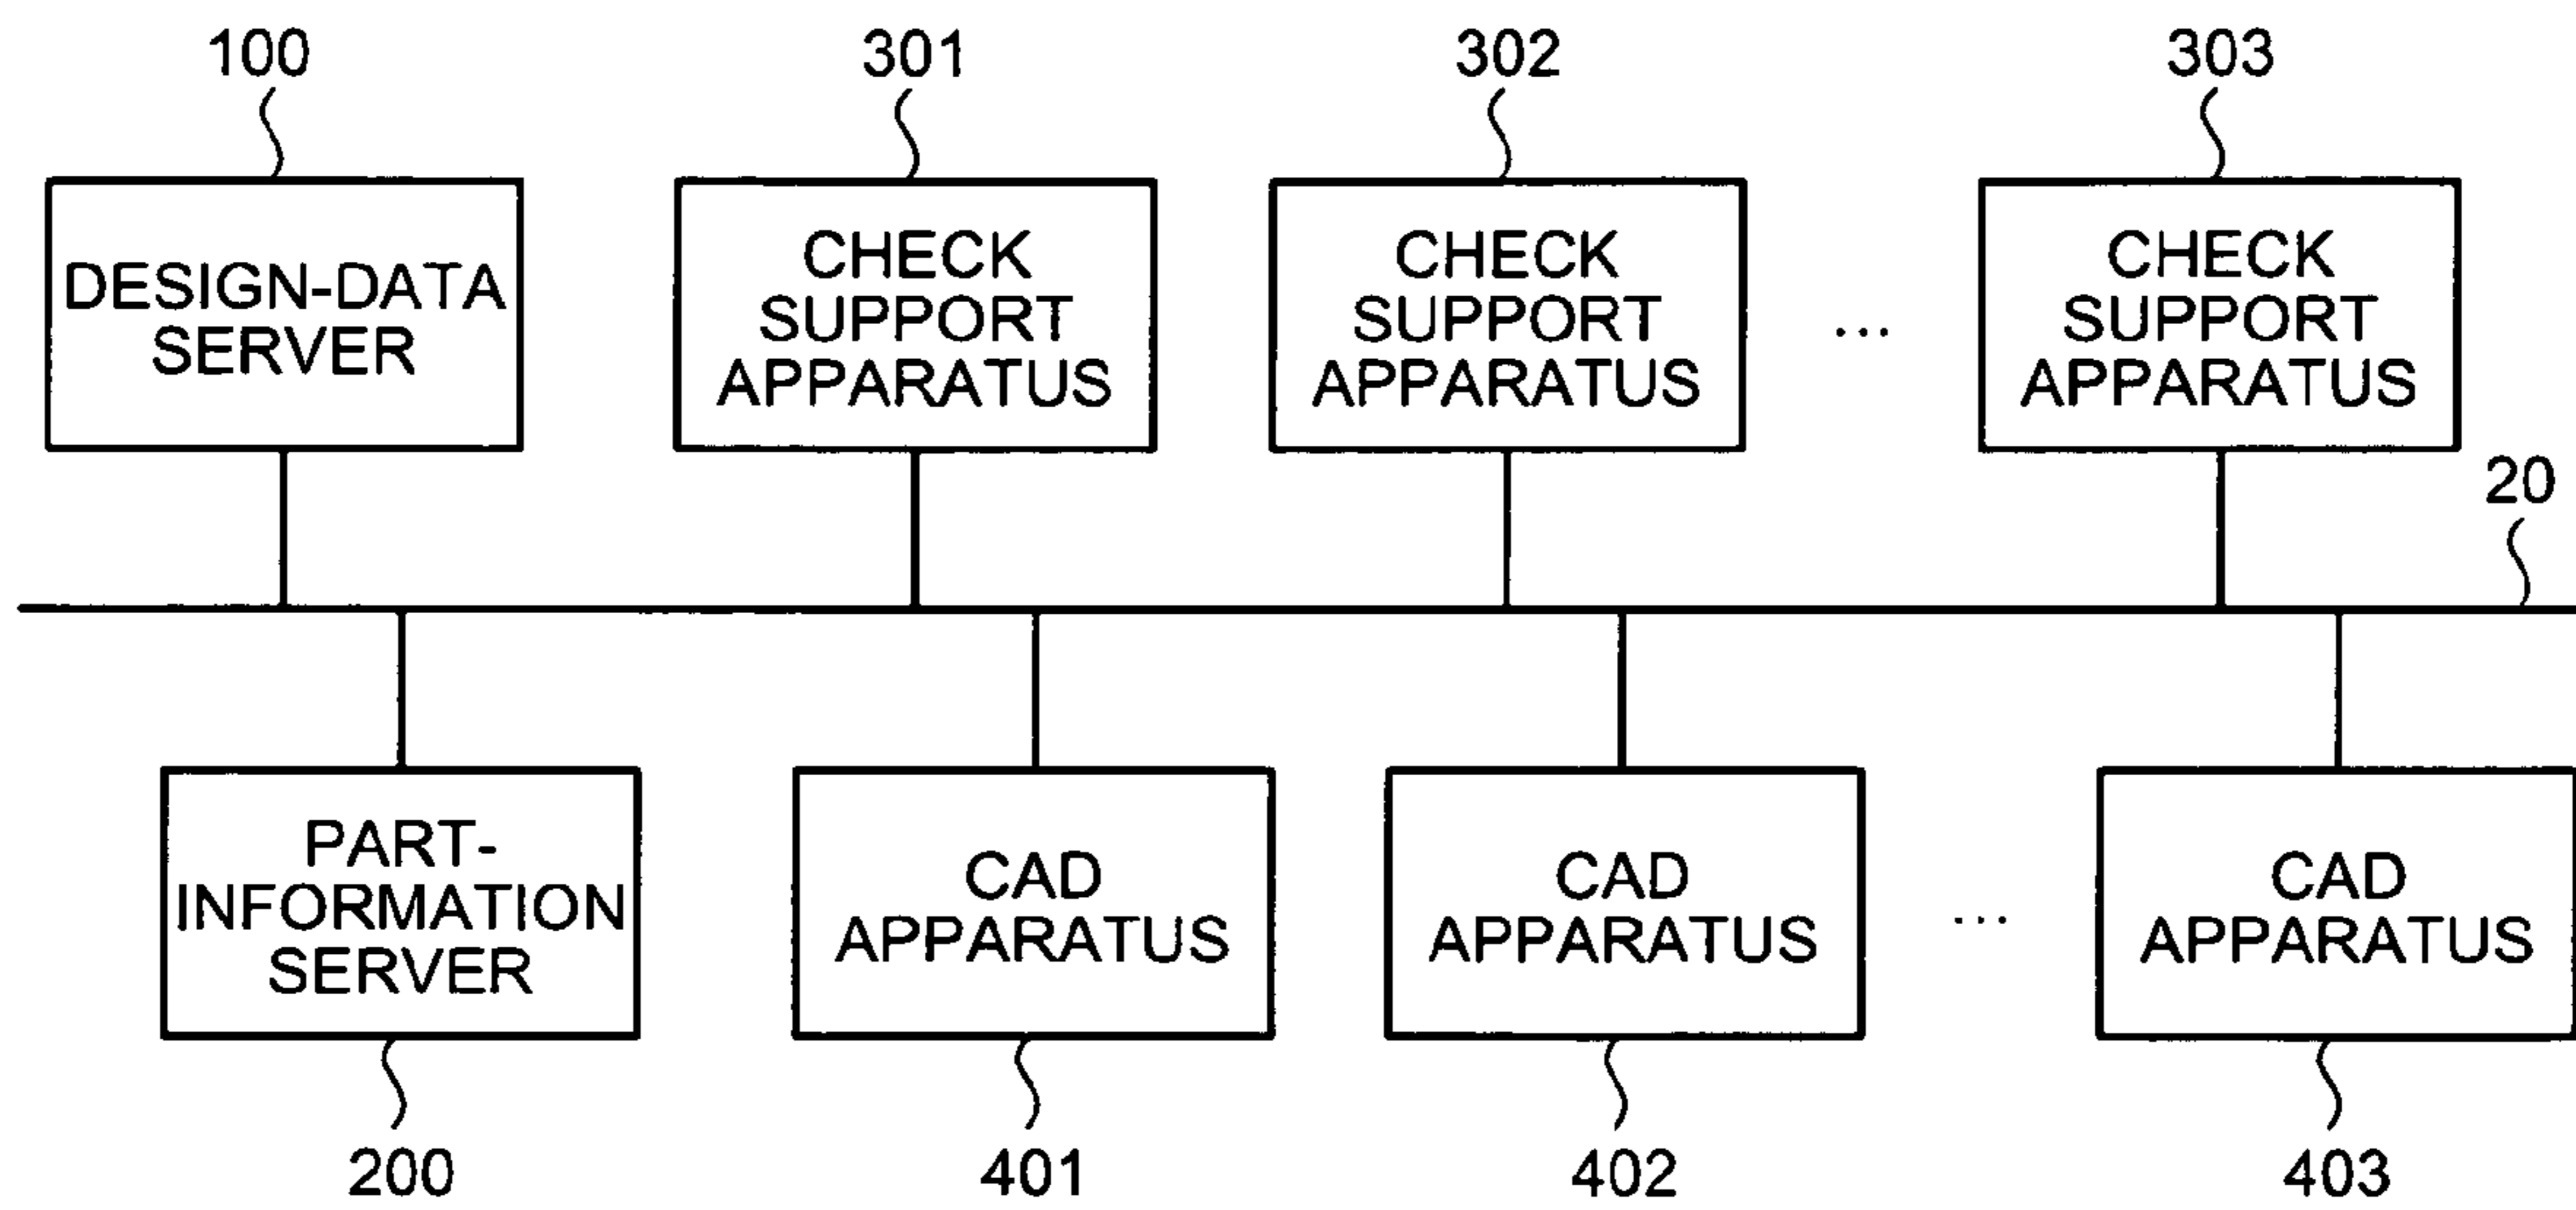 100
301
302
303
DESIGN-DATA
SERVER
CHECK
SUPPORT
APPARATUS
CHECK
SUPPORT
APPARATUS
...
CHECK
SUPPORT
APPARATUS
20
PART-
INFORMATION
SERVER
CAD
APPARATUS
CAD
APPARATUS
...
CAD
APPARATUS
200
401
402
403